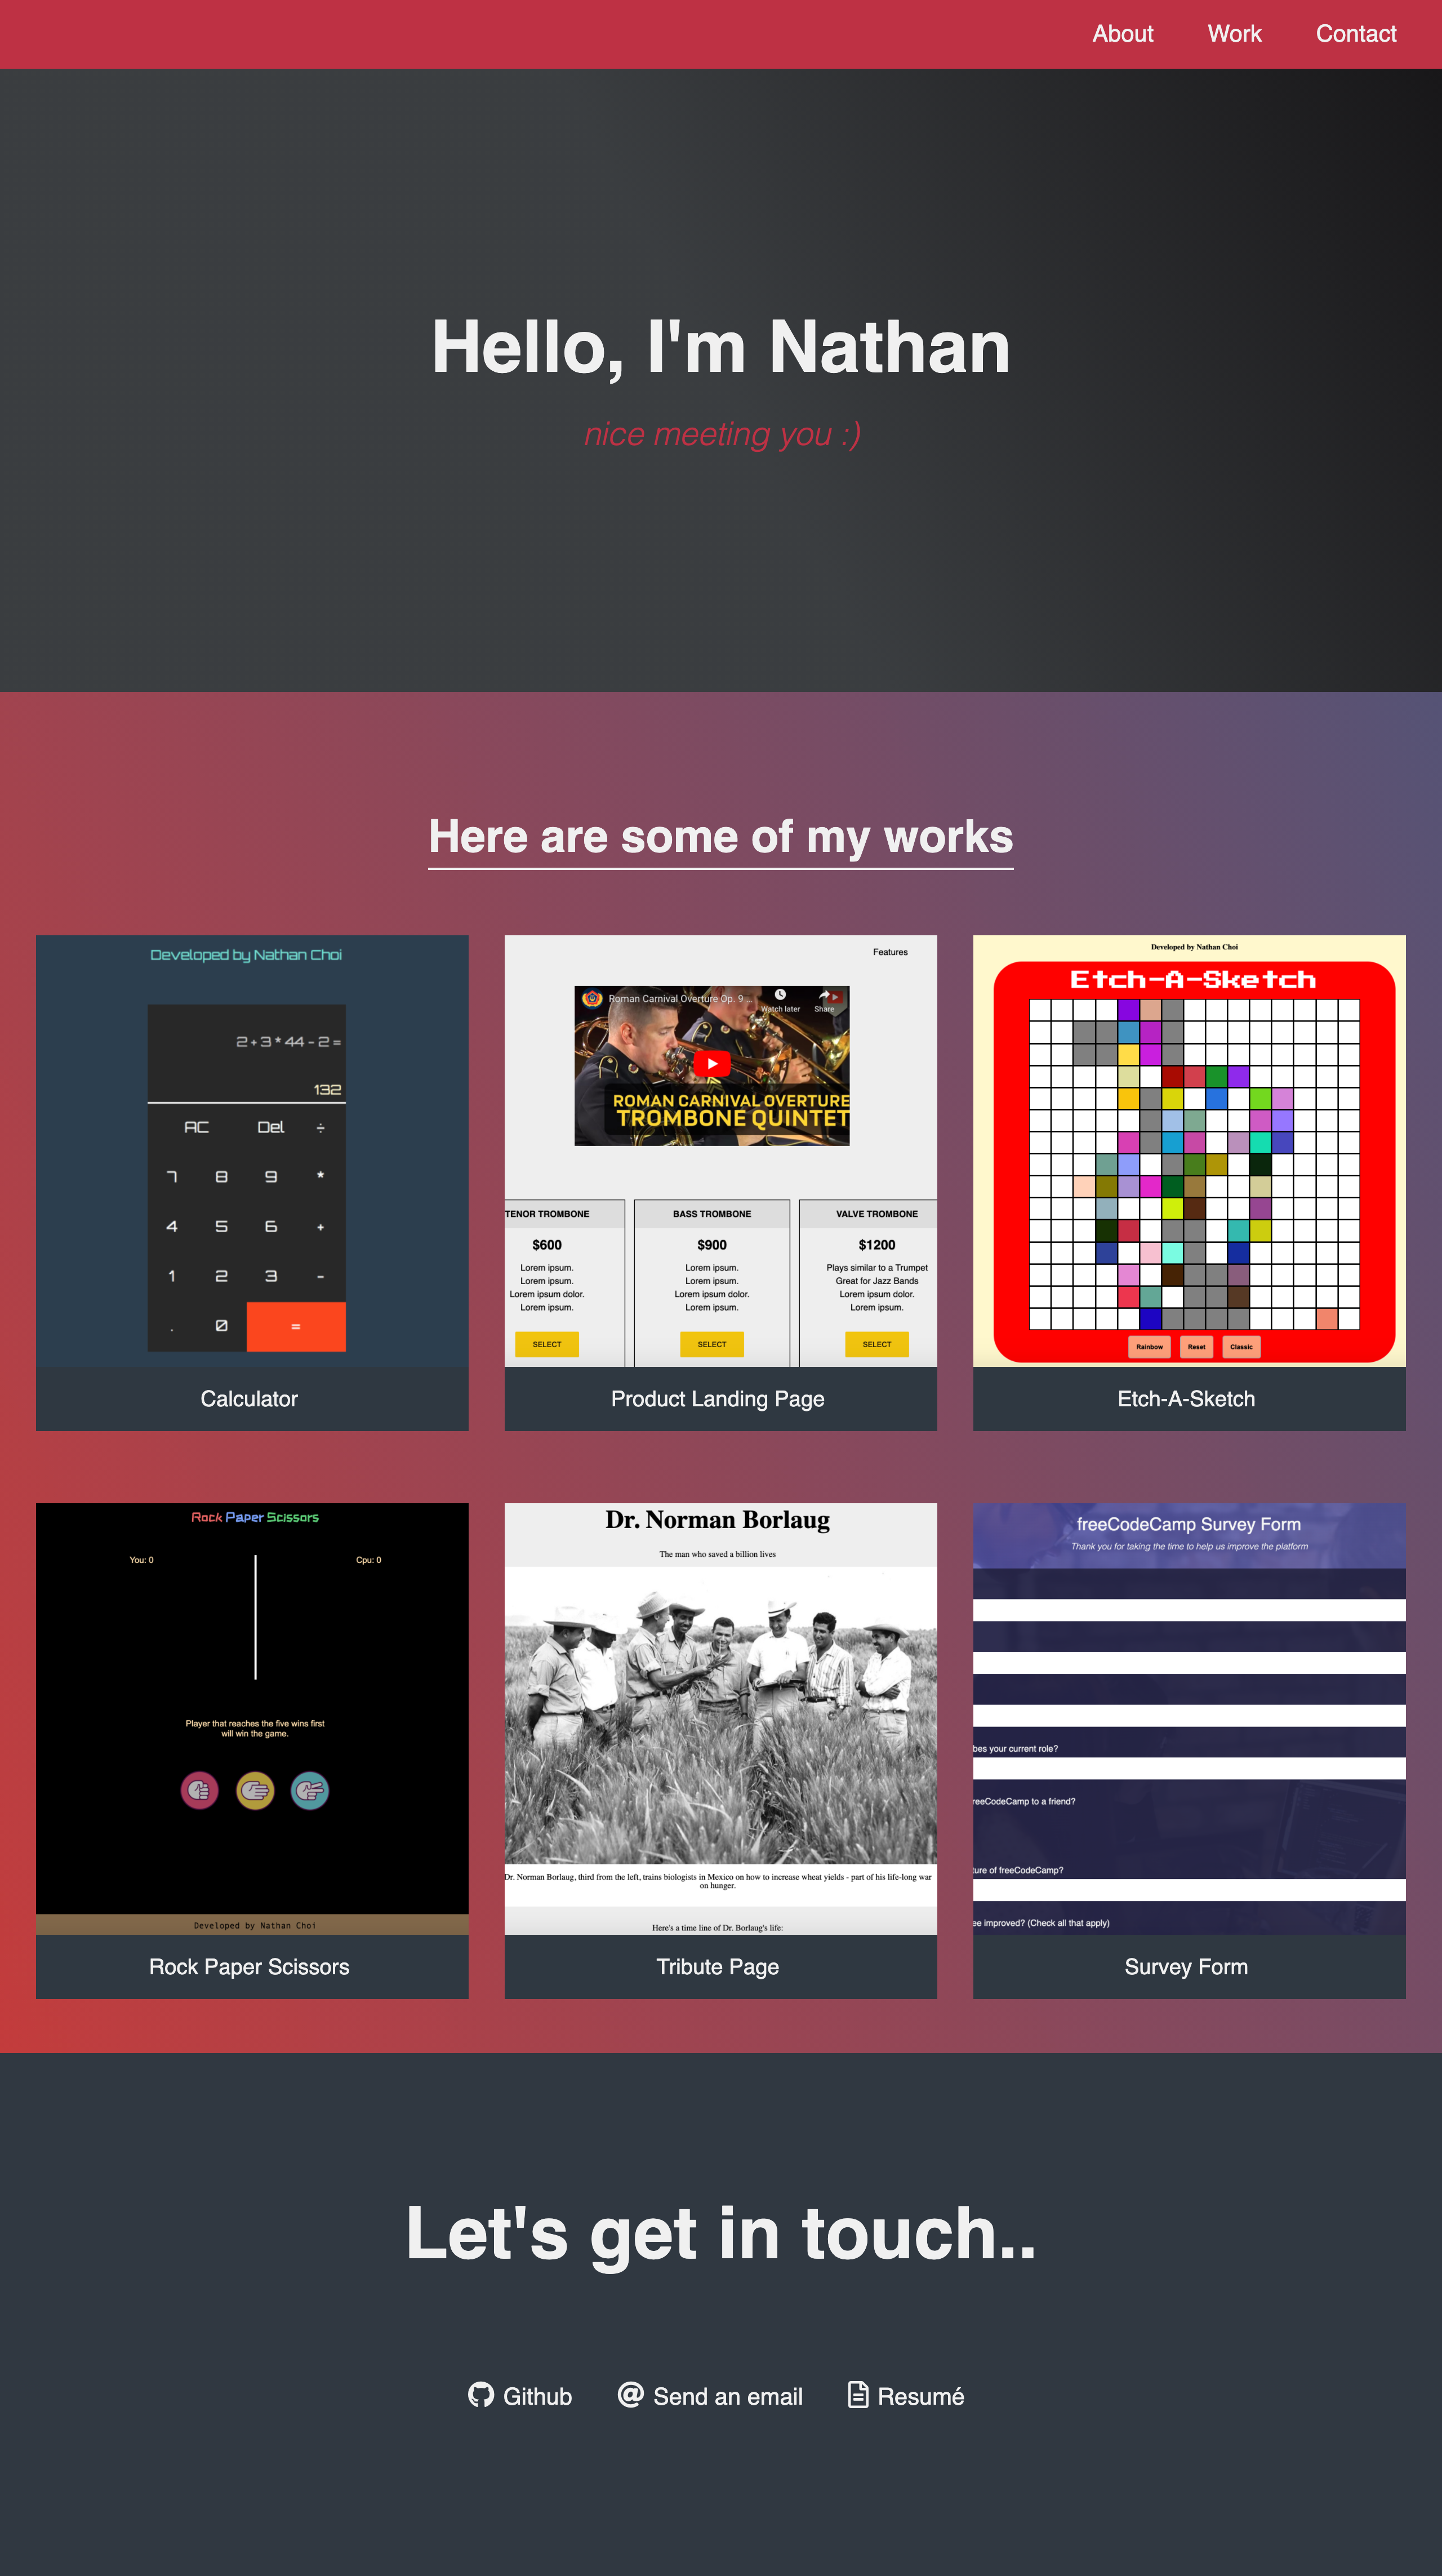 About Work Contact
Hello, I'm Nathan
nice meeting you :)
Here are some of my works
Developed by Nathan Choi
2 + 3 * 44 - 2 =
132
AC Del ÷
7 8 9 *
4 5 6 +
1 2 3 -
. 0 =
Calculator
Features
Roman Carnival Overture Op. 9 ...
Watch later Share
ROMAN CARNIVAL OVERTURE
TROMBONE QUINTET
TENOR TROMBONE
$600
Lorem ipsum.
Lorem ipsum.
Lorem ipsum dolor.
Lorem ipsum.
SELECT
BASS TROMBONE
$900
Lorem ipsum.
Lorem ipsum.
Lorem ipsum dolor.
Lorem ipsum.
SELECT
VALVE TROMBONE
$1200
Plays similar to a Trumpet
Great for Jazz Bands
Lorem ipsum dolor.
Lorem ipsum.
SELECT
Product Landing Page
Developed by Nathan Choi
Etch-A-Sketch
Rainbow Reset Classic
Etch-A-Sketch
Rock Paper Scissors
You: 0 Cpu: 0
Player that reaches the five wins first
will win the game.
Developed by Nathan Choi
Rock Paper Scissors
Dr. Norman Borlaug
The man who saved a billion lives
Dr. Norman Borlaug, third from the left, trains biologists in Mexico on how to increase wheat yields - part of his life-long war
on hunger.
Here's a time line of Dr. Borlaug's life:
Tribute Page
freeCodeCamp Survey Form
Thank you for taking the time to help us improve the platform
bes your current role?
reeCodeCamp to a friend?
ture of freeCodeCamp?
ee improved? (Check all that apply)
Survey Form
Let's get in touch..
Github Send an email Resumé